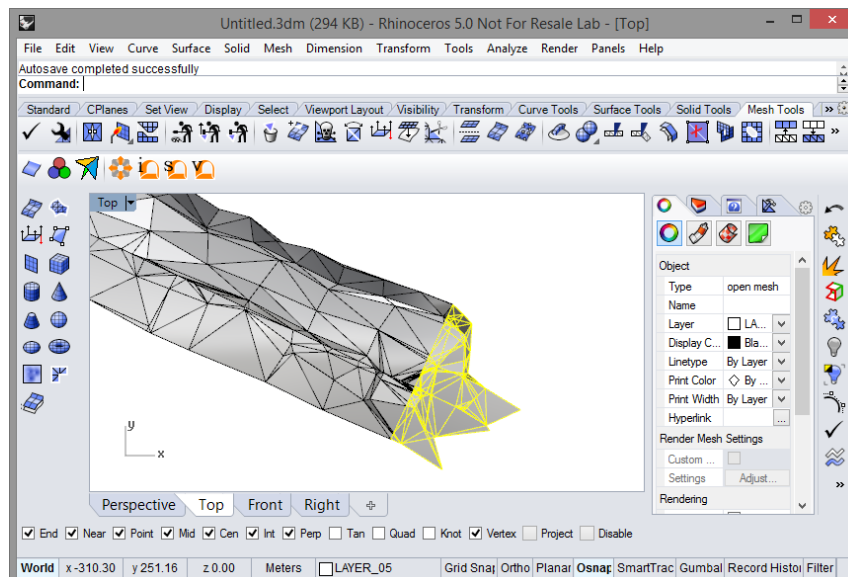 Untitled.3dm (294 KB) - Rhinoceros 5.0 Not For Resale Lab - [Top]
File Edit View Curve Surface Solid Mesh Dimension Transform Tools Analyze Render Panels Help
Autosave completed successfully
Command:
Standard CPlanes Set View Display Select Viewport Layout Visibility Transform Curve Tools Surface Tools Solid Tools Mesh Tools »
»
i s v
Top
Object
Type open mesh
Name
Layer LA...
Display C... Bla...
Linetype By Layer
Print Color By ...
Print Width By Layer
Hyperlink ...
Render Mesh Settings
Custom ...
Settings Adjust...
Rendering
»
y
x
Perspective Top Front Right
End Near Point Mid Cen Int Perp Tan Quad Knot Vertex Project Disable
World x -310.30 y 251.16 z 0.00 Meters LAYER_05 Grid Snap Ortho Planar Osnap SmartTrac Gumbal Record Histor Filter